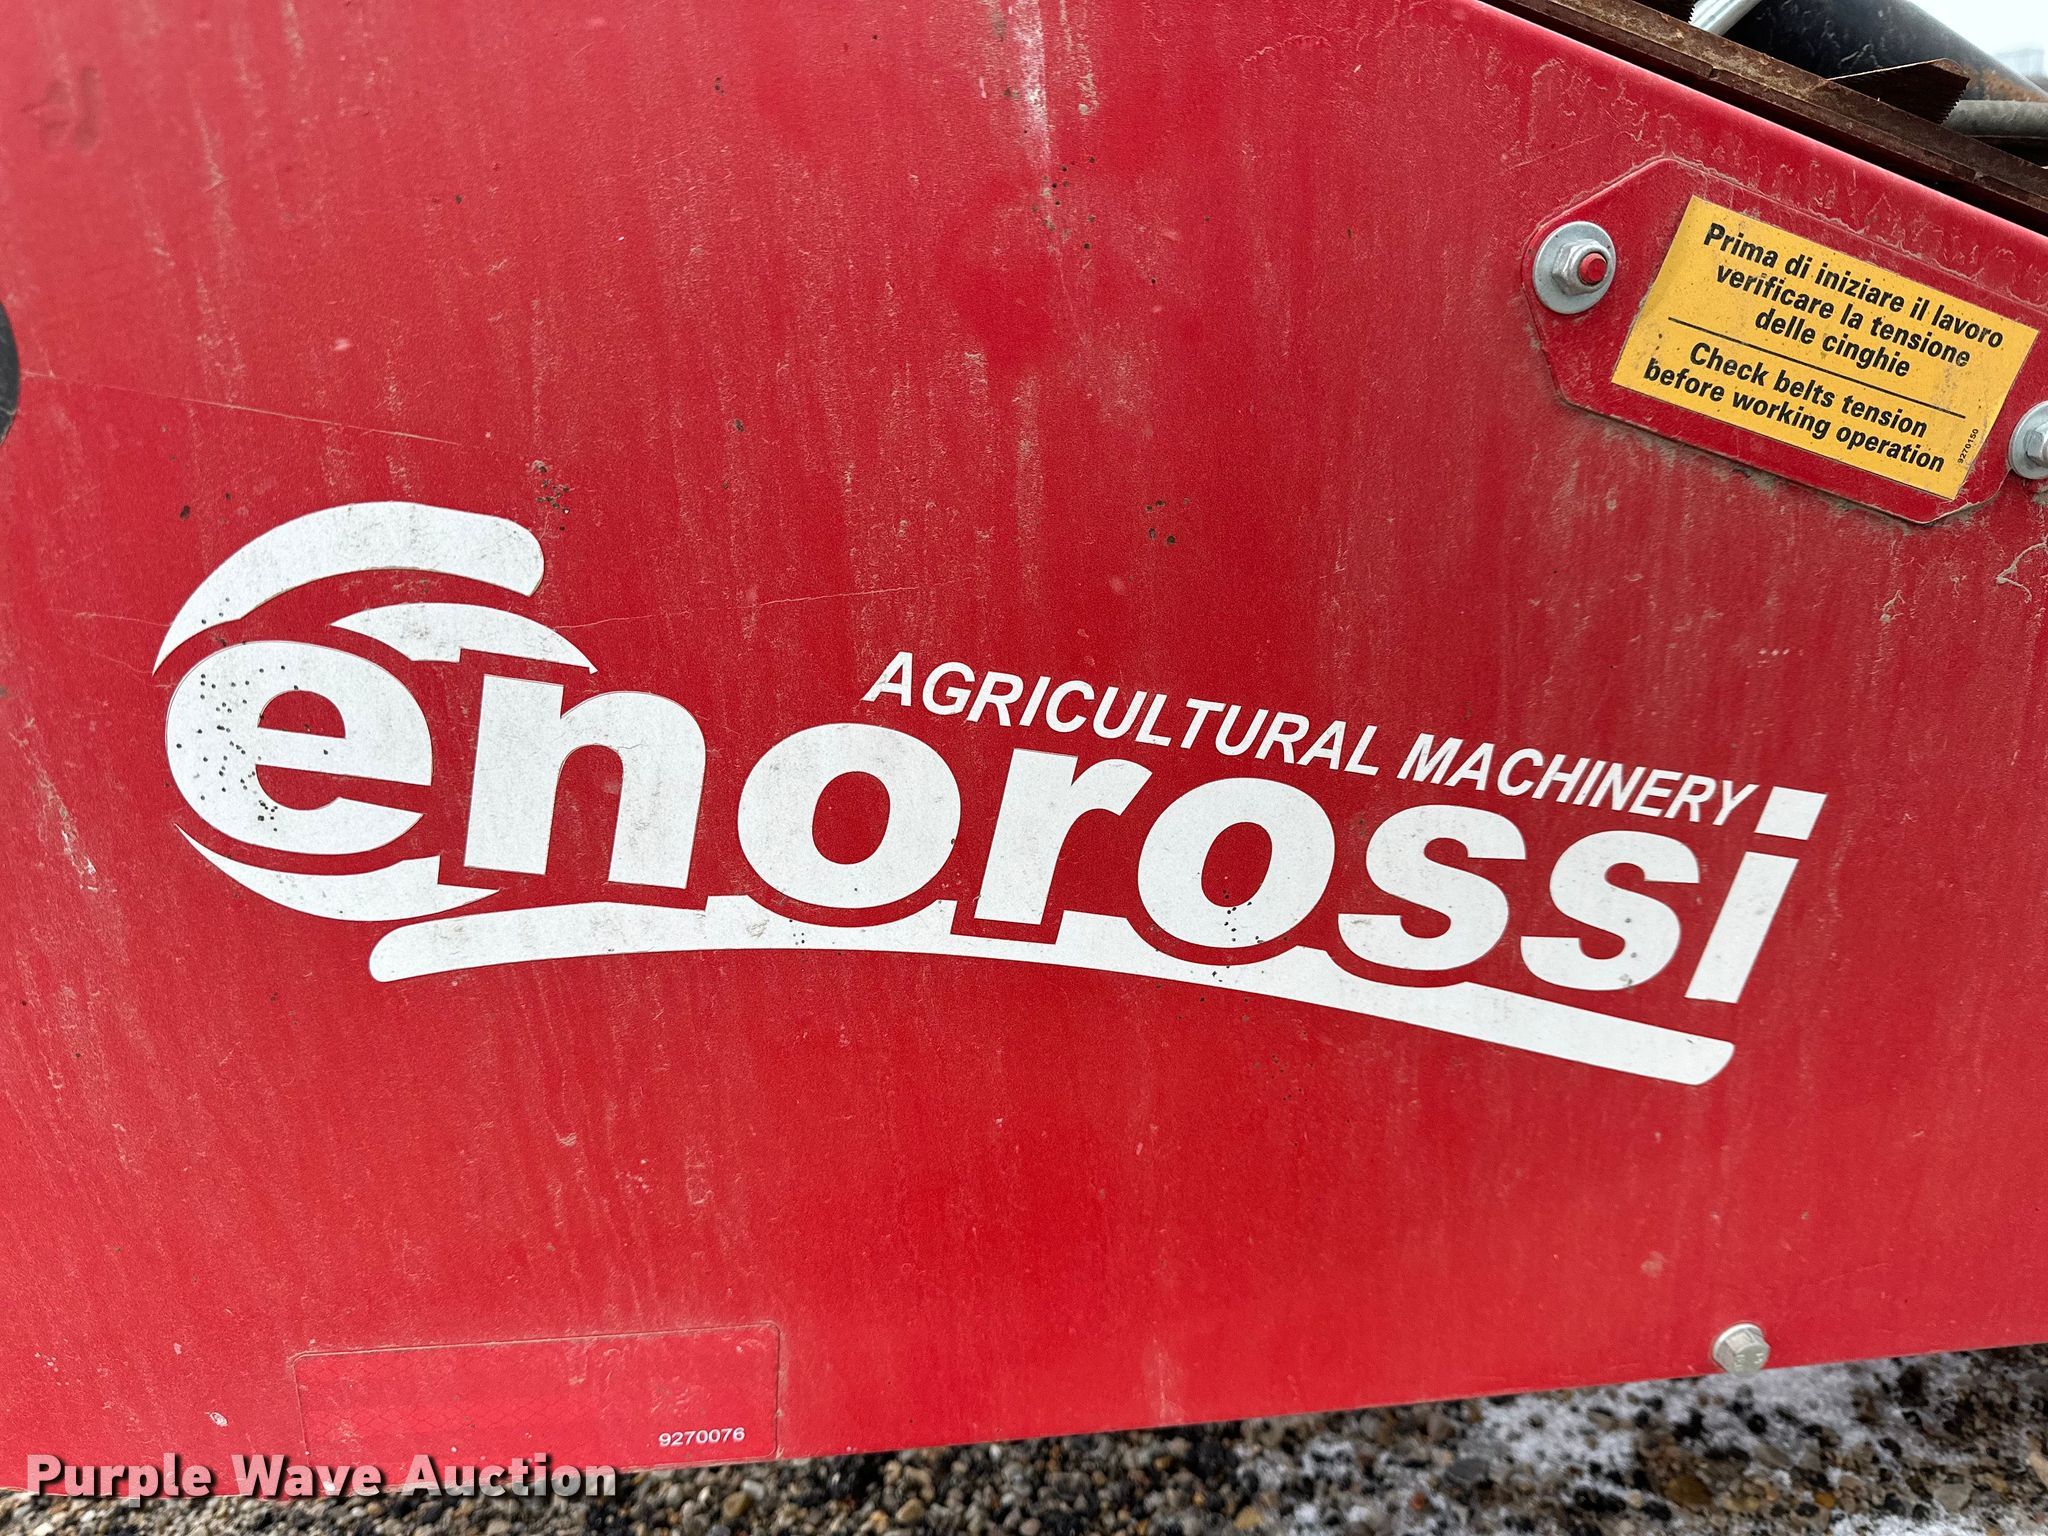 Prima di iniziare il lavoro
verificare la tensione
delle cinghie
Check belts tension
before working operation
9270150
AGRICULTURAL MACHINERY
enorossi
9270076
Purple Wave Auction